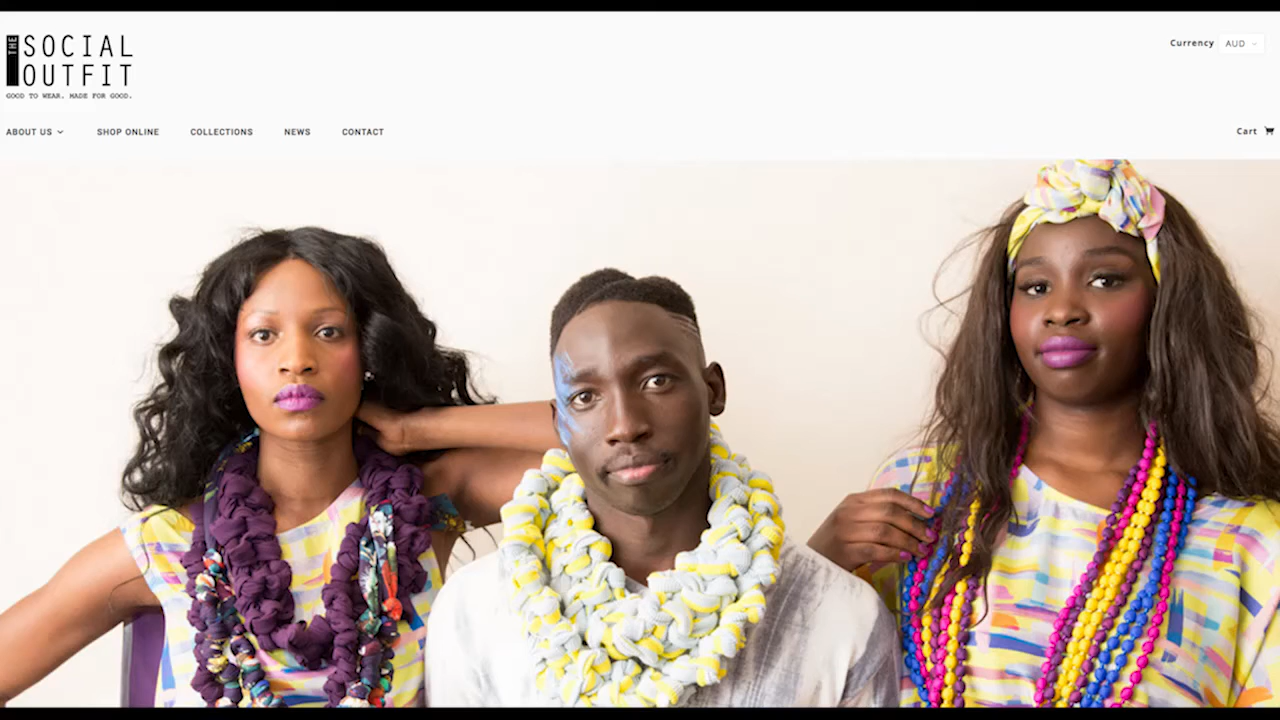 THE
SOCIAL
OUTFIT
GOOD TO WEAR. MADE FOR GOOD.
Currency AUD
ABOUT US SHOP ONLINE COLLECTIONS NEWS CONTACT
Cart